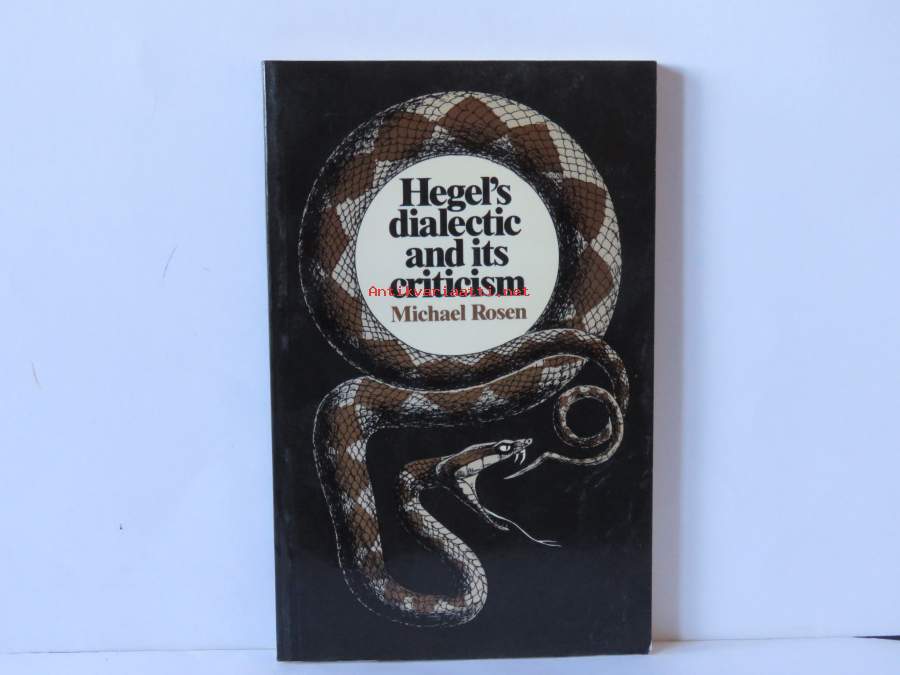 Hegel's
dialectic
and its
criticism
Antikvariaatti.net
Michael Rosen